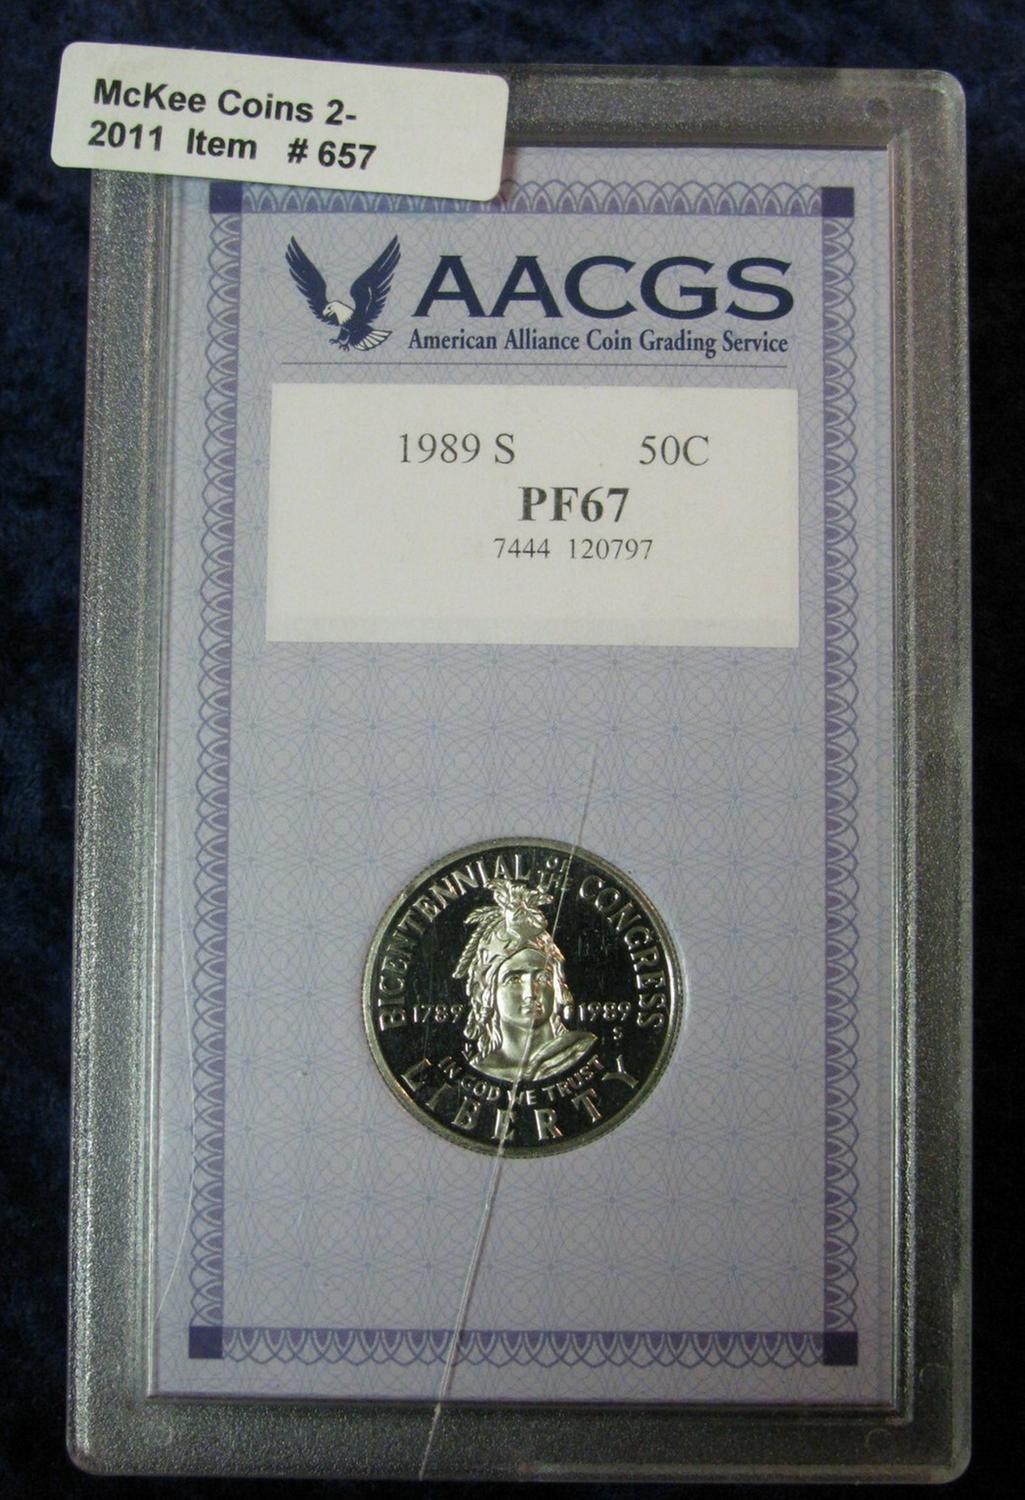 McKee Coins 2-
2011 Item # 657
AACGS
American Alliance Coin Grading Service
1989 S 50C
PF67
7444 120797
BICENTENNIAL OF THE CONGRESS
1789 1989
S
IN GOD WE TRUST
LIBERTY